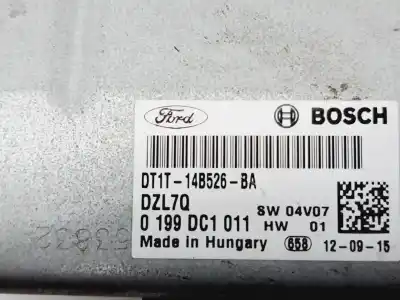 Ford
BOSCH
DT1T-14B526-BA
DZL7Q
0 199 DC1 011
SW 04V07
HW 01
Made in Hungary
658
12-09-15